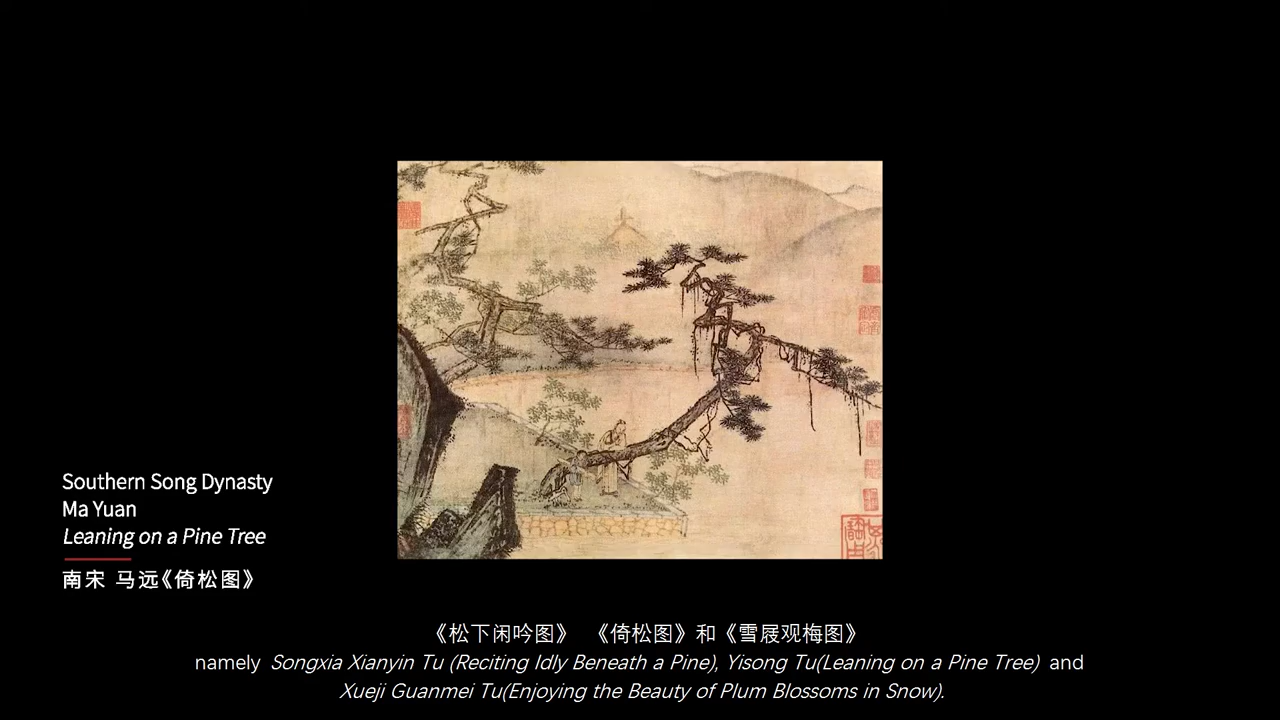 Southern Song Dynasty
Ma Yuan
Leaning on a Pine Tree
南宋 马远《倚松图》
《松下闲吟图》 《倚松图》和《雪屐观梅图》
namely Songxia Xianyin Tu (Reciting Idly Beneath a Pine), Yisong Tu(Leaning on a Pine Tree) and
Xueji Guanmei Tu(Enjoying the Beauty of Plum Blossoms in Snow).